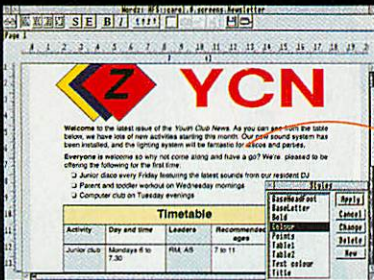 Wordz: AFS::carol.$.screens.Newsletter
S E B I
Page 1
Z YCN
Welcome to the latest issue of the Youth Club News. As you can see from the table
below, we have lots of new activities starting this month. Our new sound system has
been installed, and the lighting system will be fantastic for discos and parties.
Everyone is welcome so why not come along and have a go? We're pleased to be
offering the following for the first time:
Junior disco every Friday featuring the latest sounds from our resident DJ
Parent and toddler workout on Wednesday mornings
Computer club on Tuesday evenings
Timetable
Activity Day and time Leaders Recommended
ages
Junior club Mondays 6 to RM, AS 7 to 11
7.30
Styles
BaseHeadFoot
BaseLetter
Bold
Colour
Points
Table1
Table2
Text colour
Title
Apply
Cancel
Change
Delete
New